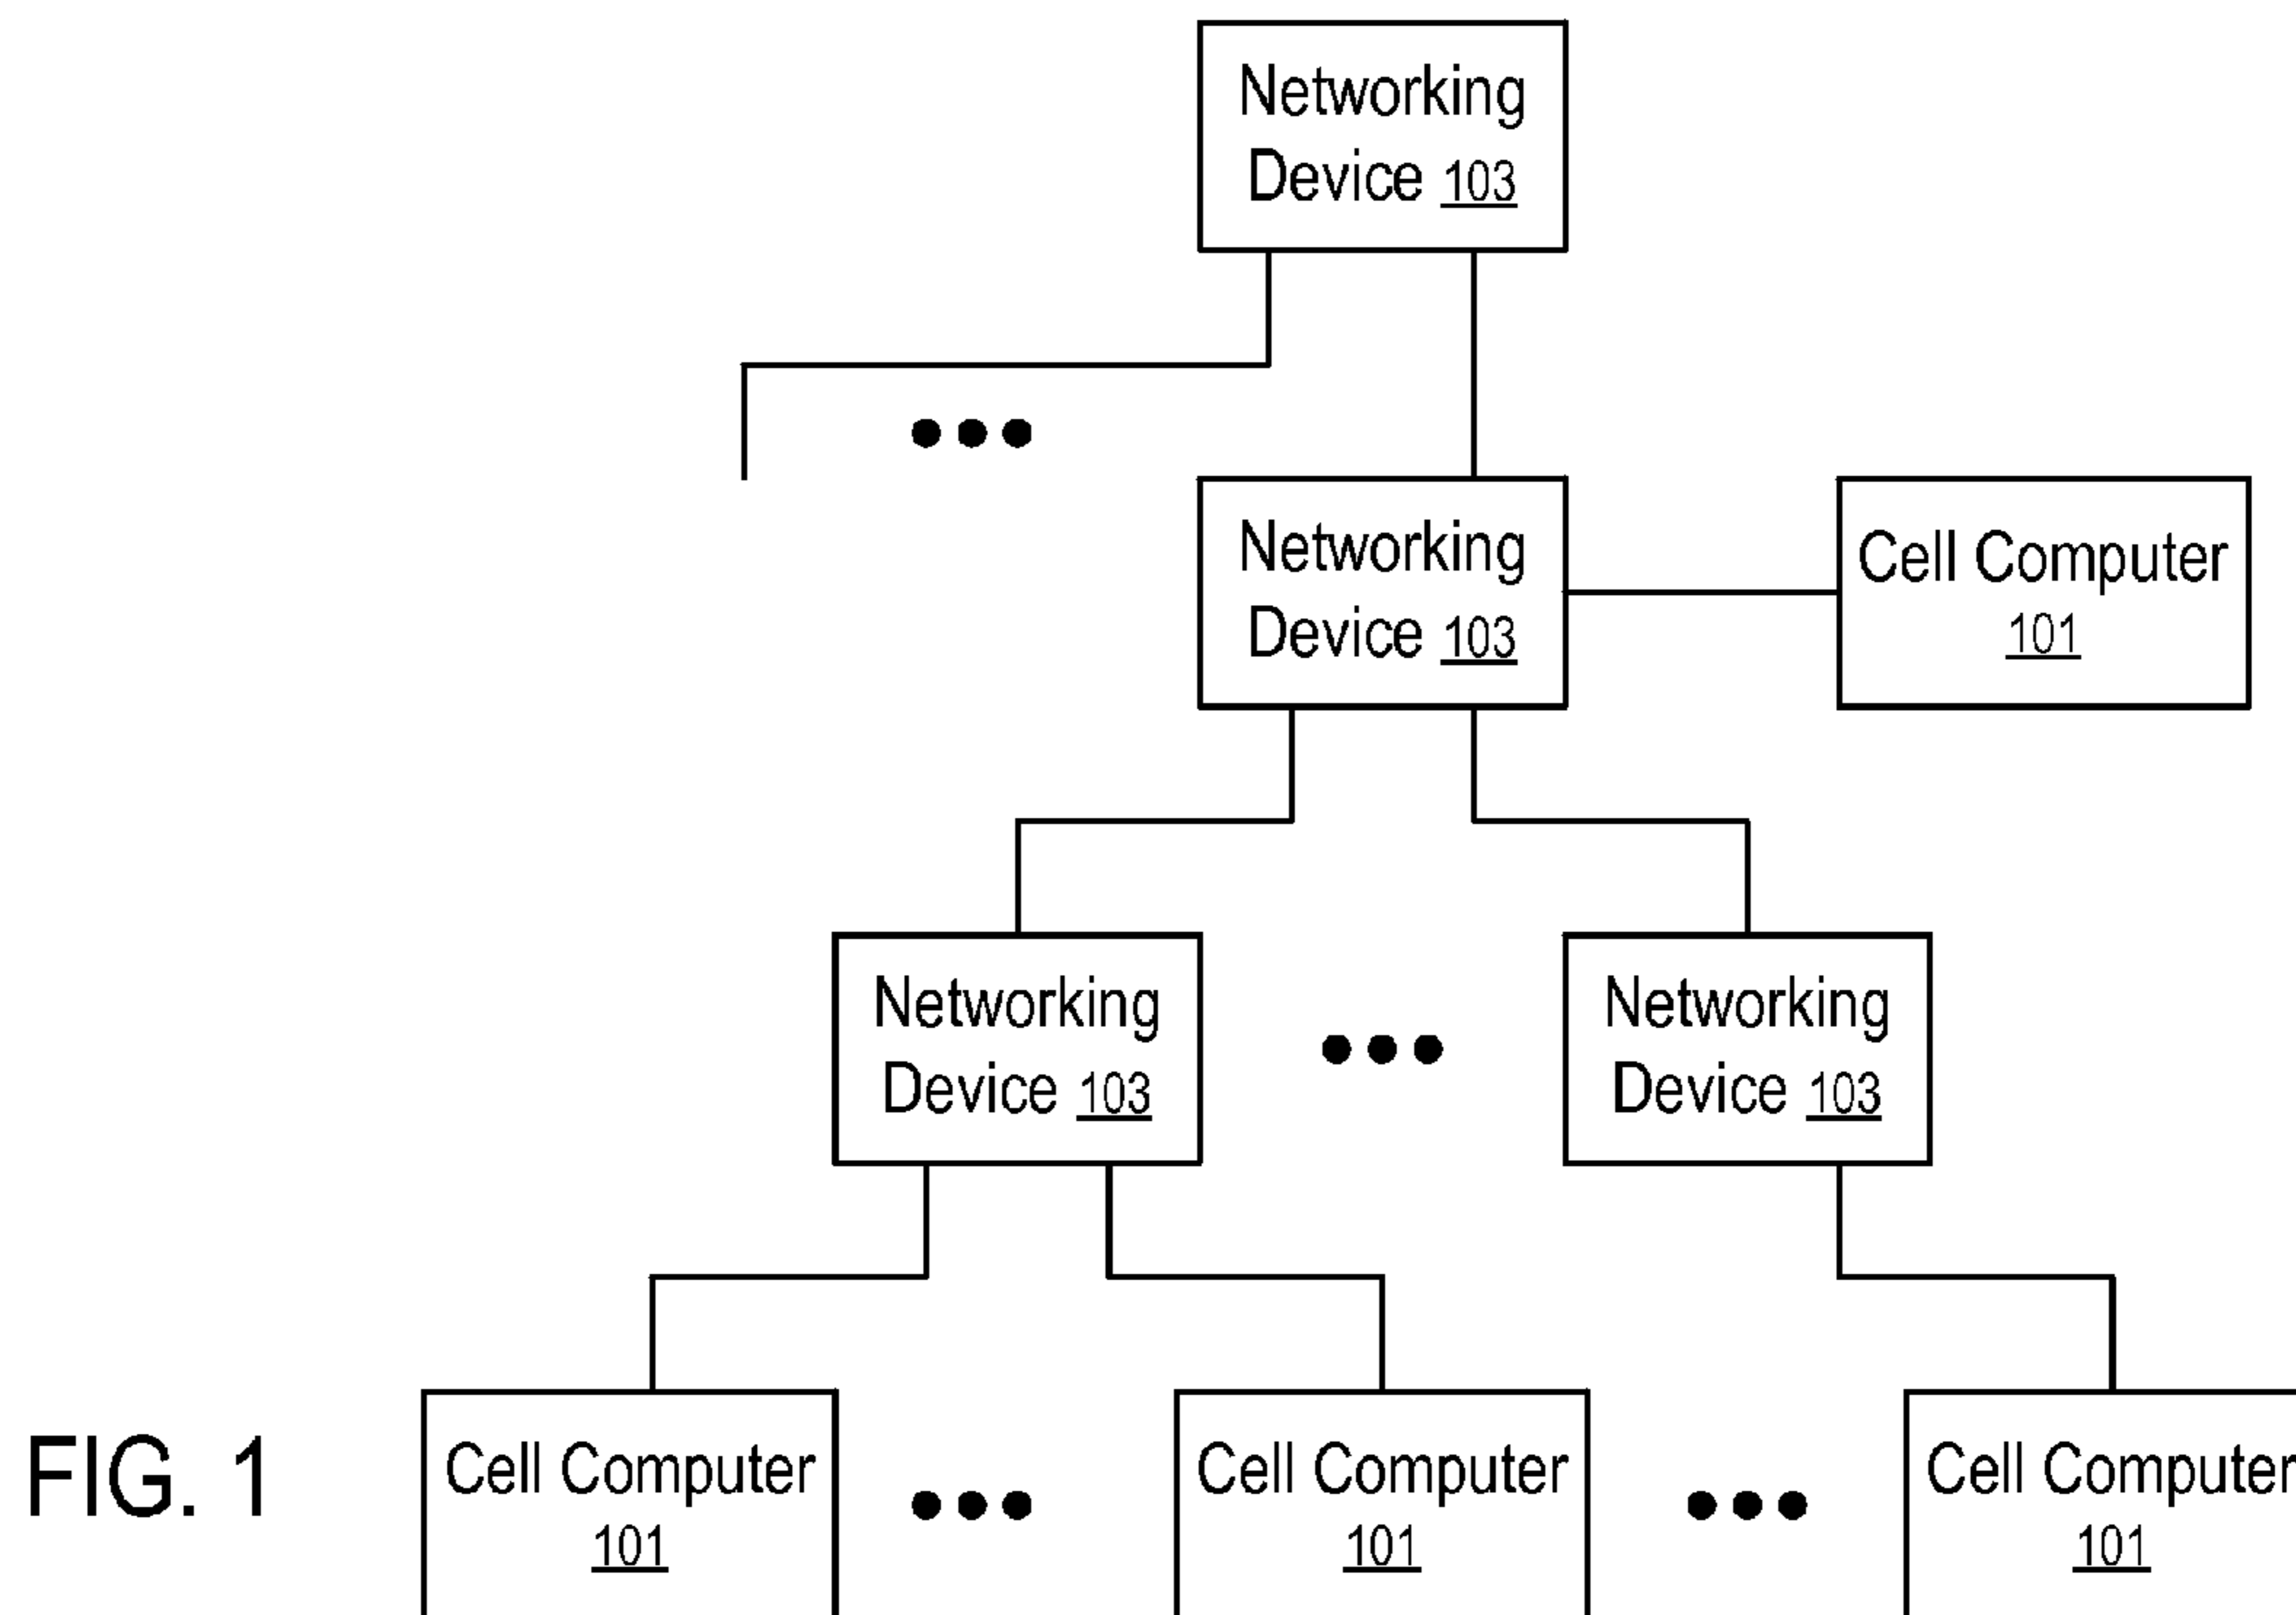 Networking
Device 103
Networking
Device 103
Cell Computer
101
Networking
Device 103
Networking
Device 103
FIG. 1
Cell Computer
101
Cell Computer
101
Cell Computer
101